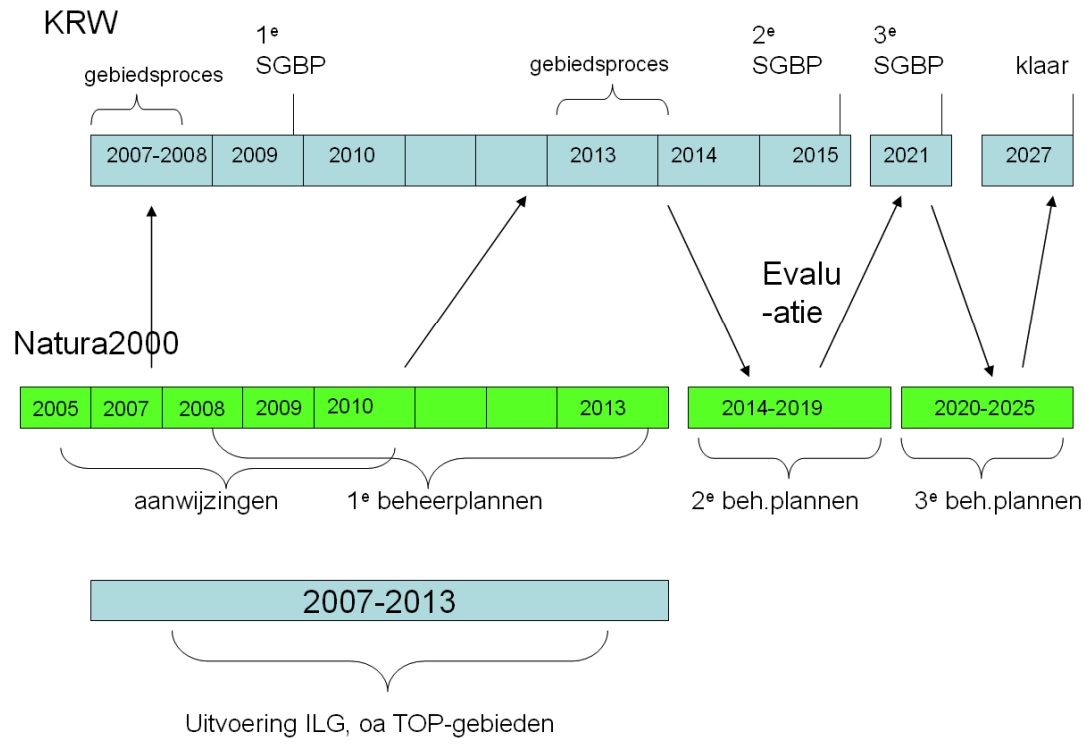 KRW
1e
SGBP
2e
SGBP
3e
SGBP
klaar
gebiedsproces
gebiedsproces
2007-2008
2009
2010
2013
2014
2015
2021
2027
Evalu
-atie
Natura2000
2005
2007
2008
2009
2010
2013
2014-2019
2020-2025
aanwijzingen
1e beheerplannen
2e beh.plannen
3e beh.plannen
2007-2013
Uitvoering ILG, oa TOP-gebieden